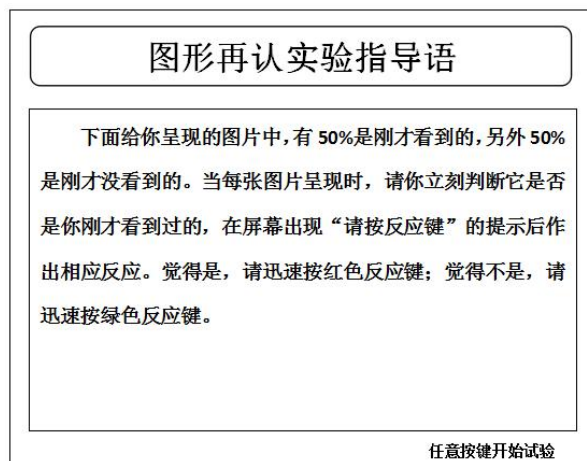 图形再认实验指导语
下面给你呈现的图片中，有 50%是刚才看到的，另外 50%
是刚才没看到的。当每张图片呈现时，请你立刻判断它是否
是你刚才看到过的，在屏幕出现“请按反应键”的提示后作
出相应反应。觉得是，请迅速按红色反应键；觉得不是，请
迅速按绿色反应键。
任意按键开始试验